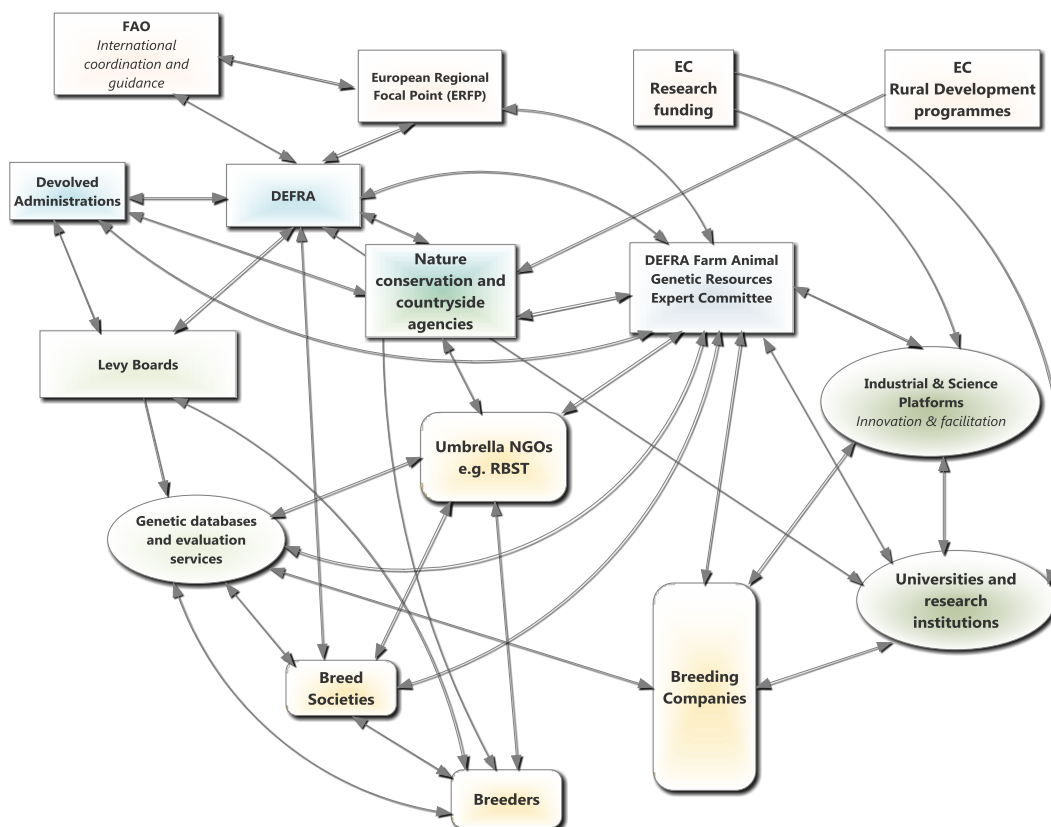 FAO
International
coordination and
guidance
European Regional
Focal Point (ERFP)
EC
Research
funding
EC
Rural Development
programmes
Devolved
Administrations
DEFRA
Nature
conservation and
countryside
agencies
DEFRA Farm Animal
Genetic Resources
Expert Committee
Levy Boards
Industrial & Science
Platforms
Innovation & facilitation
Umbrella NGOs
e.g. RBST
Genetic databases
and evaluation
services
Universities and
research
institutions
Breed
Societies
Breeding
Companies
Breeders